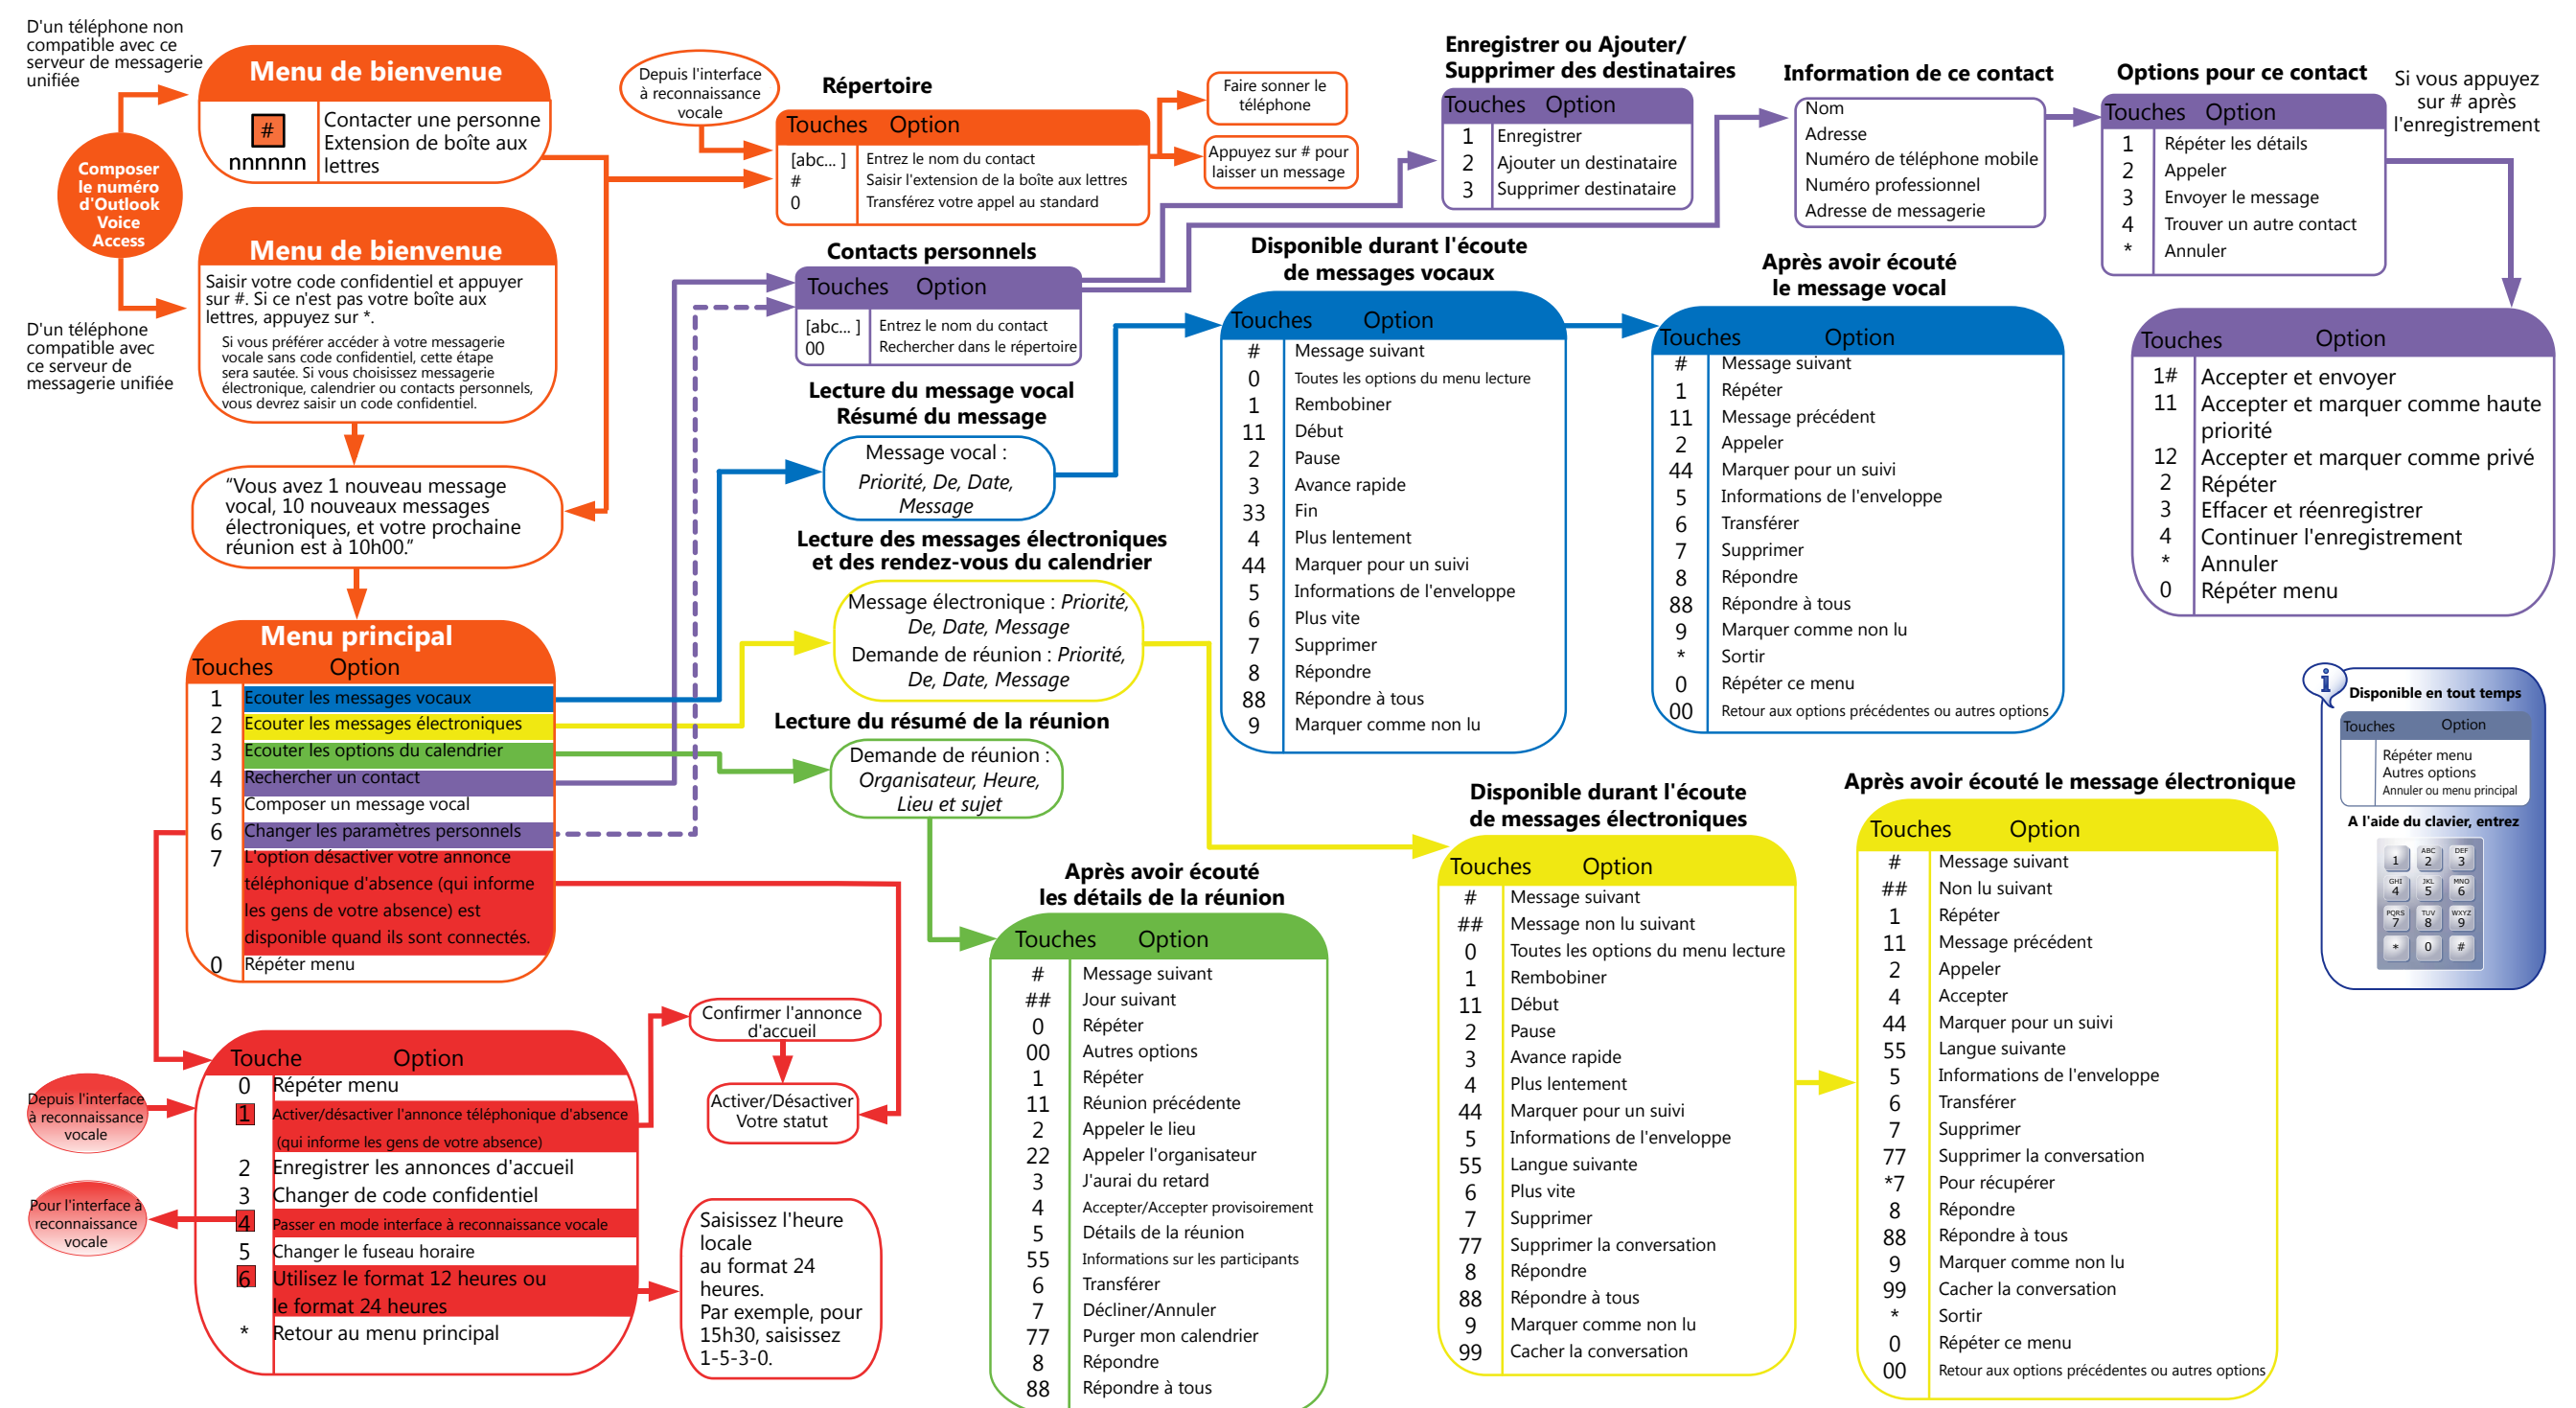 D'un téléphone non
compatible avec ce
serveur de messagerie
unifiée
Composer
le numéro
d'Outlook
Voice
Access
D'un téléphone
compatible avec
ce serveur de
messagerie unifiée
Menu de bienvenue
#
nnnnnn
Contacter une personne
Extension de boîte aux
lettres
Menu de bienvenue
Saisir votre code confidentiel et appuyer
sur #. Si ce n'est pas votre boîte aux
lettres, appuyez sur *.
Si vous préférer accéder à votre messagerie
vocale sans code confidentiel, cette étape
sera sautée. Si vous choisissez messagerie
électronique, calendrier ou contacts personnels,
vous devrez saisir un code confidentiel.
“Vous avez 1 nouveau message
vocal, 10 nouveaux messages
électroniques, et votre prochaine
réunion est à 10h00.”
Menu principal
Touches Option
1 Ecouter les messages vocaux
2 Ecouter les messages électroniques
3 Ecouter les options du calendrier
4 Rechercher un contact
5 Composer un message vocal
6 Changer les paramètres personnels
7 L'option désactiver votre annonce
téléphonique d'absence (qui informe
les gens de votre absence) est
disponible quand ils sont connectés.
0 Répéter menu
Depuis l'interface
à reconnaissance
vocale
Pour l'interface à
reconnaissance
vocale
Touche Option
0 Répéter menu
1 Activer/désactiver l'annonce téléphonique d'absence
(qui informe les gens de votre absence)
2 Enregistrer les annonces d'accueil
3 Changer de code confidentiel
4 Passer en mode interface à reconnaissance vocale
5 Changer le fuseau horaire
6 Utilisez le format 12 heures ou
le format 24 heures
* Retour au menu principal
Confirmer l'annonce
d'accueil
Activer/Désactiver
Votre statut
Saisissez l'heure
locale
au format 24
heures.
Par exemple, pour
15h30, saisissez
1-5-3-0.
Depuis l'interface
à reconnaissance
vocale
Répertoire
Touches Option
[abc... ] Entrez le nom du contact
# Saisir l'extension de la boîte aux lettres
0 Transférez votre appel au standard
Faire sonner le
téléphone
Appuyez sur # pour
laisser un message
Contacts personnels
Touches Option
[abc... ] Entrez le nom du contact
00 Rechercher dans le répertoire
Lecture du message vocal
Résumé du message
Message vocal :
Priorité, De, Date,
Message
Lecture des messages électroniques
et des rendez-vous du calendrier
Message électronique : Priorité,
De, Date, Message
Demande de réunion : Priorité,
De, Date, Message
Lecture du résumé de la réunion
Demande de réunion :
Organisateur, Heure,
Lieu et sujet
Après avoir écouté
les détails de la réunion
Touches Option
# Message suivant
## Jour suivant
0 Répéter
00 Autres options
1 Répéter
11 Réunion précédente
2 Appeler le lieu
22 Appeler l'organisateur
3 J'aurai du retard
4 Accepter/Accepter provisoirement
5 Détails de la réunion
55 Informations sur les participants
6 Transférer
7 Décliner/Annuler
77 Purger mon calendrier
8 Répondre
88 Répondre à tous
Enregistrer ou Ajouter/
Supprimer des destinataires
Touches Option
1 Enregistrer
2 Ajouter un destinataire
3 Supprimer destinataire
Information de ce contact
Nom
Adresse
Numéro de téléphone mobile
Numéro professionnel
Adresse de messagerie
Options pour ce contact
Touches Option
1 Répéter les détails
2 Appeler
3 Envoyer le message
4 Trouver un autre contact
* Annuler
Si vous appuyez
sur # après
l'enregistrement
Touches Option
1# Accepter et envoyer
11 Accepter et marquer comme haute
priorité
12 Accepter et marquer comme privé
2 Répéter
3 Effacer et réenregistrer
4 Continuer l'enregistrement
* Annuler
0 Répéter menu
Disponible durant l'écoute
de messages vocaux
Touches Option
# Message suivant
0 Toutes les options du menu lecture
1 Rembobiner
11 Début
2 Pause
3 Avance rapide
33 Fin
4 Plus lentement
44 Marquer pour un suivi
5 Informations de l'enveloppe
6 Plus vite
7 Supprimer
8 Répondre
88 Répondre à tous
9 Marquer comme non lu
Après avoir écouté
le message vocal
Touches Option
# Message suivant
1 Répéter
11 Message précédent
2 Appeler
44 Marquer pour un suivi
5 Informations de l'enveloppe
6 Transférer
7 Supprimer
8 Répondre
88 Répondre à tous
9 Marquer comme non lu
* Sortir
0 Répéter ce menu
00 Retour aux options précédentes ou autres options
Disponible durant l'écoute
de messages électroniques
Touches Option
# Message suivant
## Message non lu suivant
0 Toutes les options du menu lecture
1 Rembobiner
11 Début
2 Pause
3 Avance rapide
4 Plus lentement
44 Marquer pour un suivi
5 Informations de l'enveloppe
55 Langue suivante
6 Plus vite
7 Supprimer
77 Supprimer la conversation
8 Répondre
88 Répondre à tous
9 Marquer comme non lu
99 Cacher la conversation
Après avoir écouté le message électronique
Touches Option
# Message suivant
## Non lu suivant
1 Répéter
11 Message précédent
2 Appeler
4 Accepter
44 Marquer pour un suivi
55 Langue suivante
5 Informations de l'enveloppe
6 Transférer
7 Supprimer
77 Supprimer la conversation
*7 Pour récupérer
8 Répondre
88 Répondre à tous
9 Marquer comme non lu
99 Cacher la conversation
* Sortir
0 Répéter ce menu
00 Retour aux options précédentes ou autres options
i
Disponible en tout temps
Touches Option
Répéter menu
Autres options
Annuler ou menu principal
A l'aide du clavier, entrez
1 ABC 2 DEF 3
GHI 4 JKL 5 MNO 6
PQRS 7 TUV 8 WXYZ 9
* 0 #